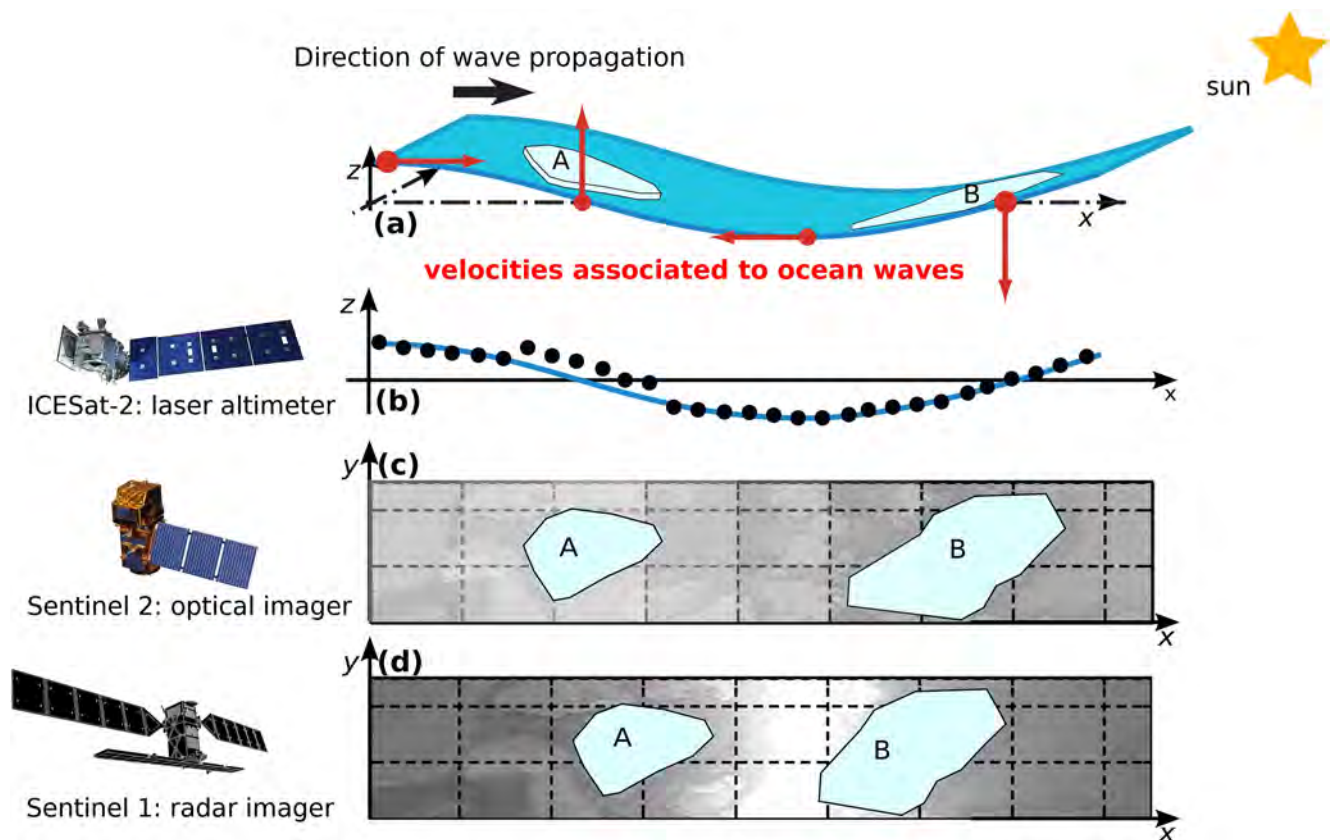 Direction of wave propagation
sun
A
z
B
x
(a)
velocities associated to ocean waves
z
x
ICESat-2: laser altimeter
(b)
y
(c)
A
B
Sentinel 2: optical imager
x
y
(d)
A
B
Sentinel 1: radar imager
x